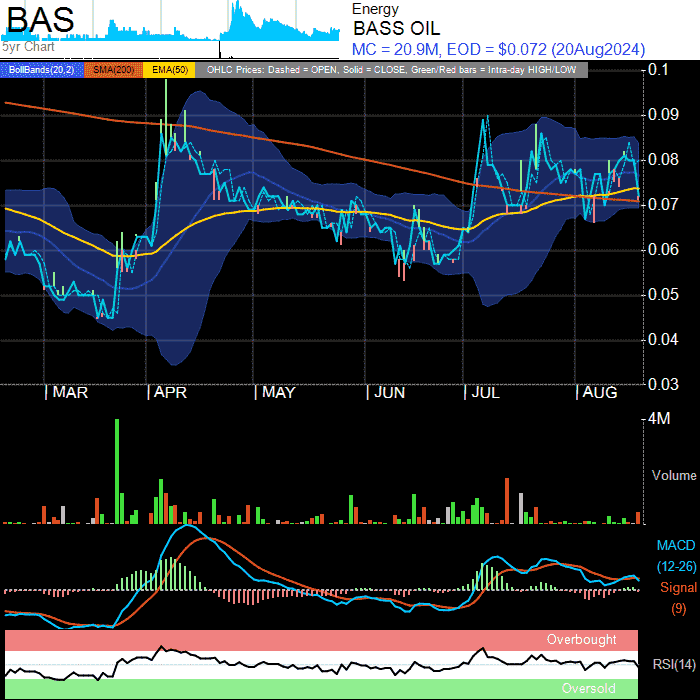 BAS
5yr Chart
Energy
BASS OIL
MC = 20.9M, EOD = $0.072 (20Aug2024)
BollBands(20,2) SMA(200) EMA(50) OHLC Prices: Dashed = OPEN, Solid = CLOSE, Green/Red bars = Intra-day HIGH/LOW
0.1
0.09
0.08
0.07
0.06
0.05
0.04
0.03
MAR APR MAY JUN JUL AUG
4M
Volume
MACD
(12-26)
Signal
(9)
Overbought
RSI(14)
Oversold